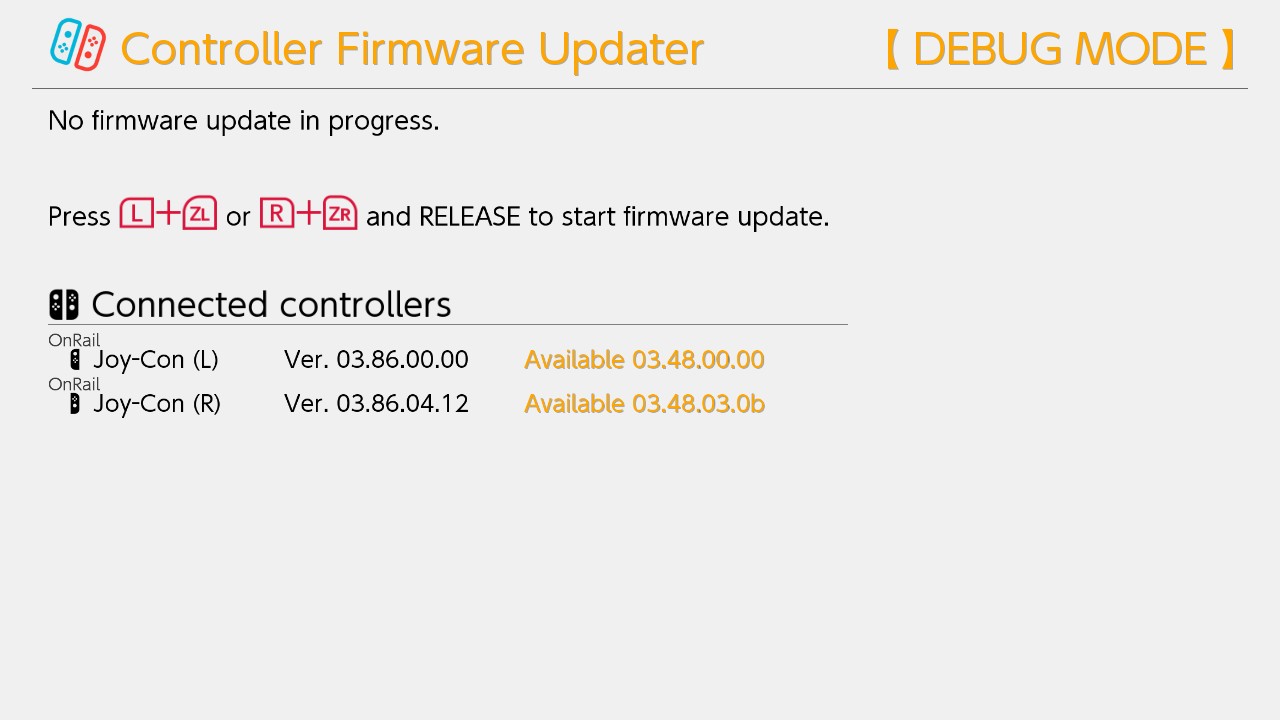 Controller Firmware Updater 【 DEBUG MODE 】
No firmware update in progress.
Press L+ZL or R+ZR and RELEASE to start firmware update.
Connected controllers
OnRail
Joy-Con (L) Ver. 03.86.00.00 Available 03.48.00.00
OnRail
Joy-Con (R) Ver. 03.86.04.12 Available 03.48.03.0b